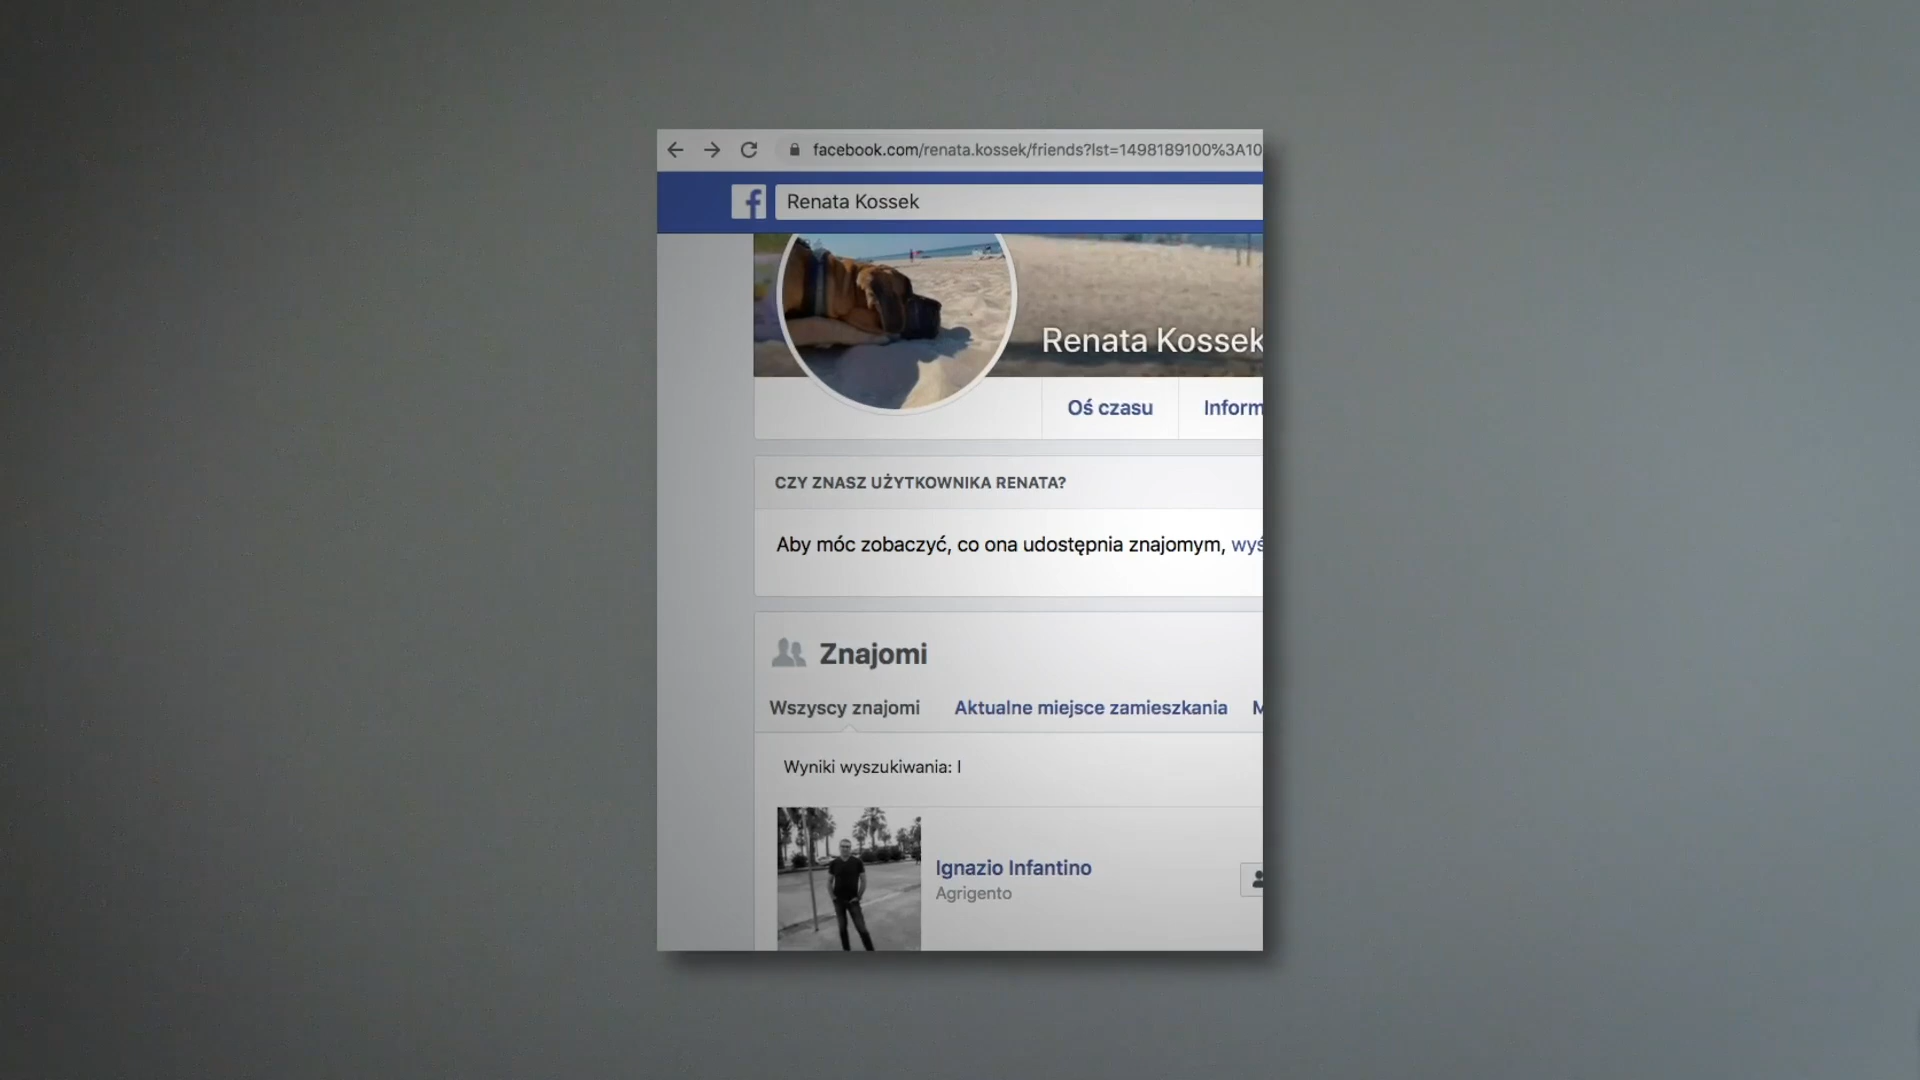 facebook.com/renata.kossek/friends?lst=1498189100%3A10
Renata Kossek
Renata Kossek
Oś czasu
Inform
CZY ZNASZ UŻYTKOWNIKA RENATA?
Aby móc zobaczyć, co ona udostępnia znajomym, wyś
Znajomi
Wszyscy znajomi Aktualne miejsce zamieszkania M
Wyniki wyszukiwania: I
Ignazio Infantino
Agrigento